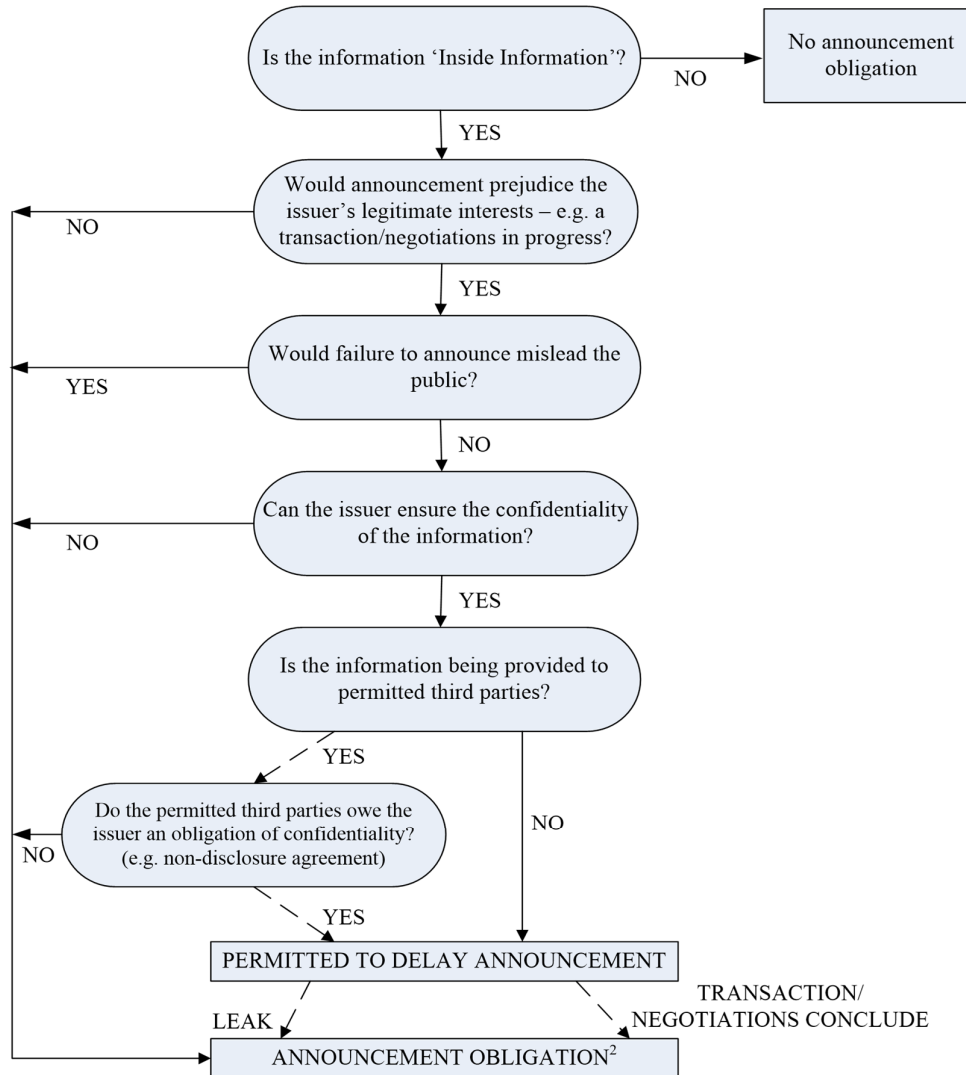 Is the information ‘Inside Information’?
NO
No announcement
obligation
YES
Would announcement prejudice the
issuer’s legitimate interests – e.g. a
transaction/negotiations in progress?
NO
YES
Would failure to announce mislead the
public?
YES
NO
Can the issuer ensure the confidentiality
of the information?
NO
YES
Is the information being provided to
permitted third parties?
YES
NO
Do the permitted third parties owe the
issuer an obligation of confidentiality?
(e.g. non-disclosure agreement)
NO
YES
PERMITTED TO DELAY ANNOUNCEMENT
LEAK
TRANSACTION/
NEGOTIATIONS CONCLUDE
ANNOUNCEMENT OBLIGATION²